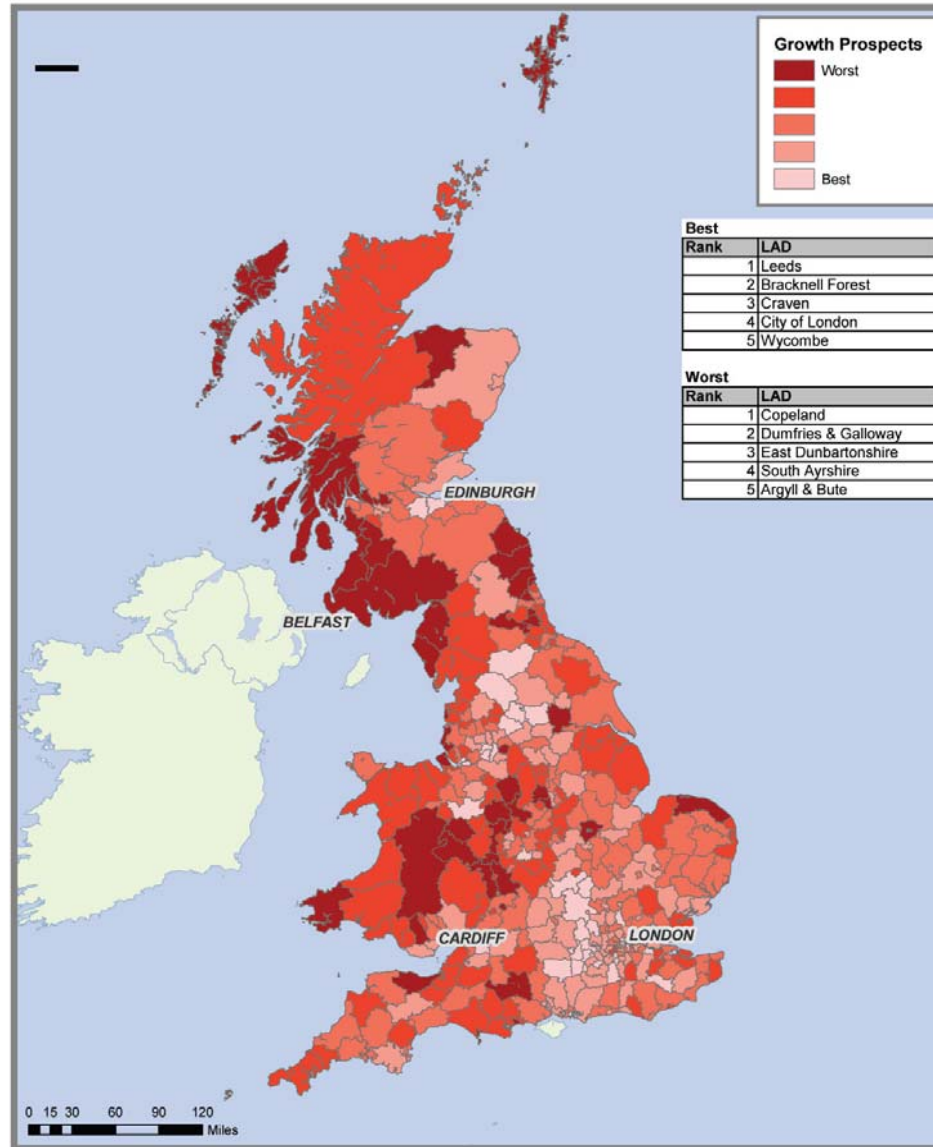 Growth Prospects
Worst
Best
Best
Rank LAD
1 Leeds
2 Bracknell Forest
3 Craven
4 City of London
5 Wycombe
Worst
Rank LAD
1 Copeland
2 Dumfries & Galloway
3 East Dunbartonshire
4 South Ayrshire
5 Argyll & Bute
EDINBURGH
BELFAST
CARDIFF
LONDON
0 15 30 60 90 120
Miles